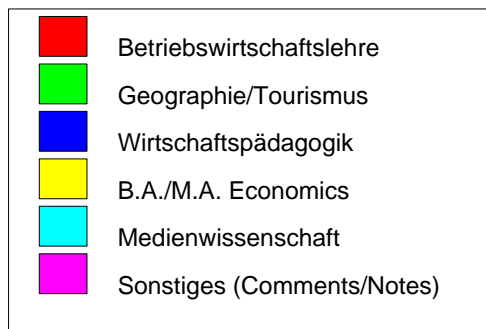 Betriebswirtschaftslehre
Geographie/Tourismus
Wirtschaftspädagogik
B.A./M.A. Economics
Medienwissenschaft
Sonstiges (Comments/Notes)